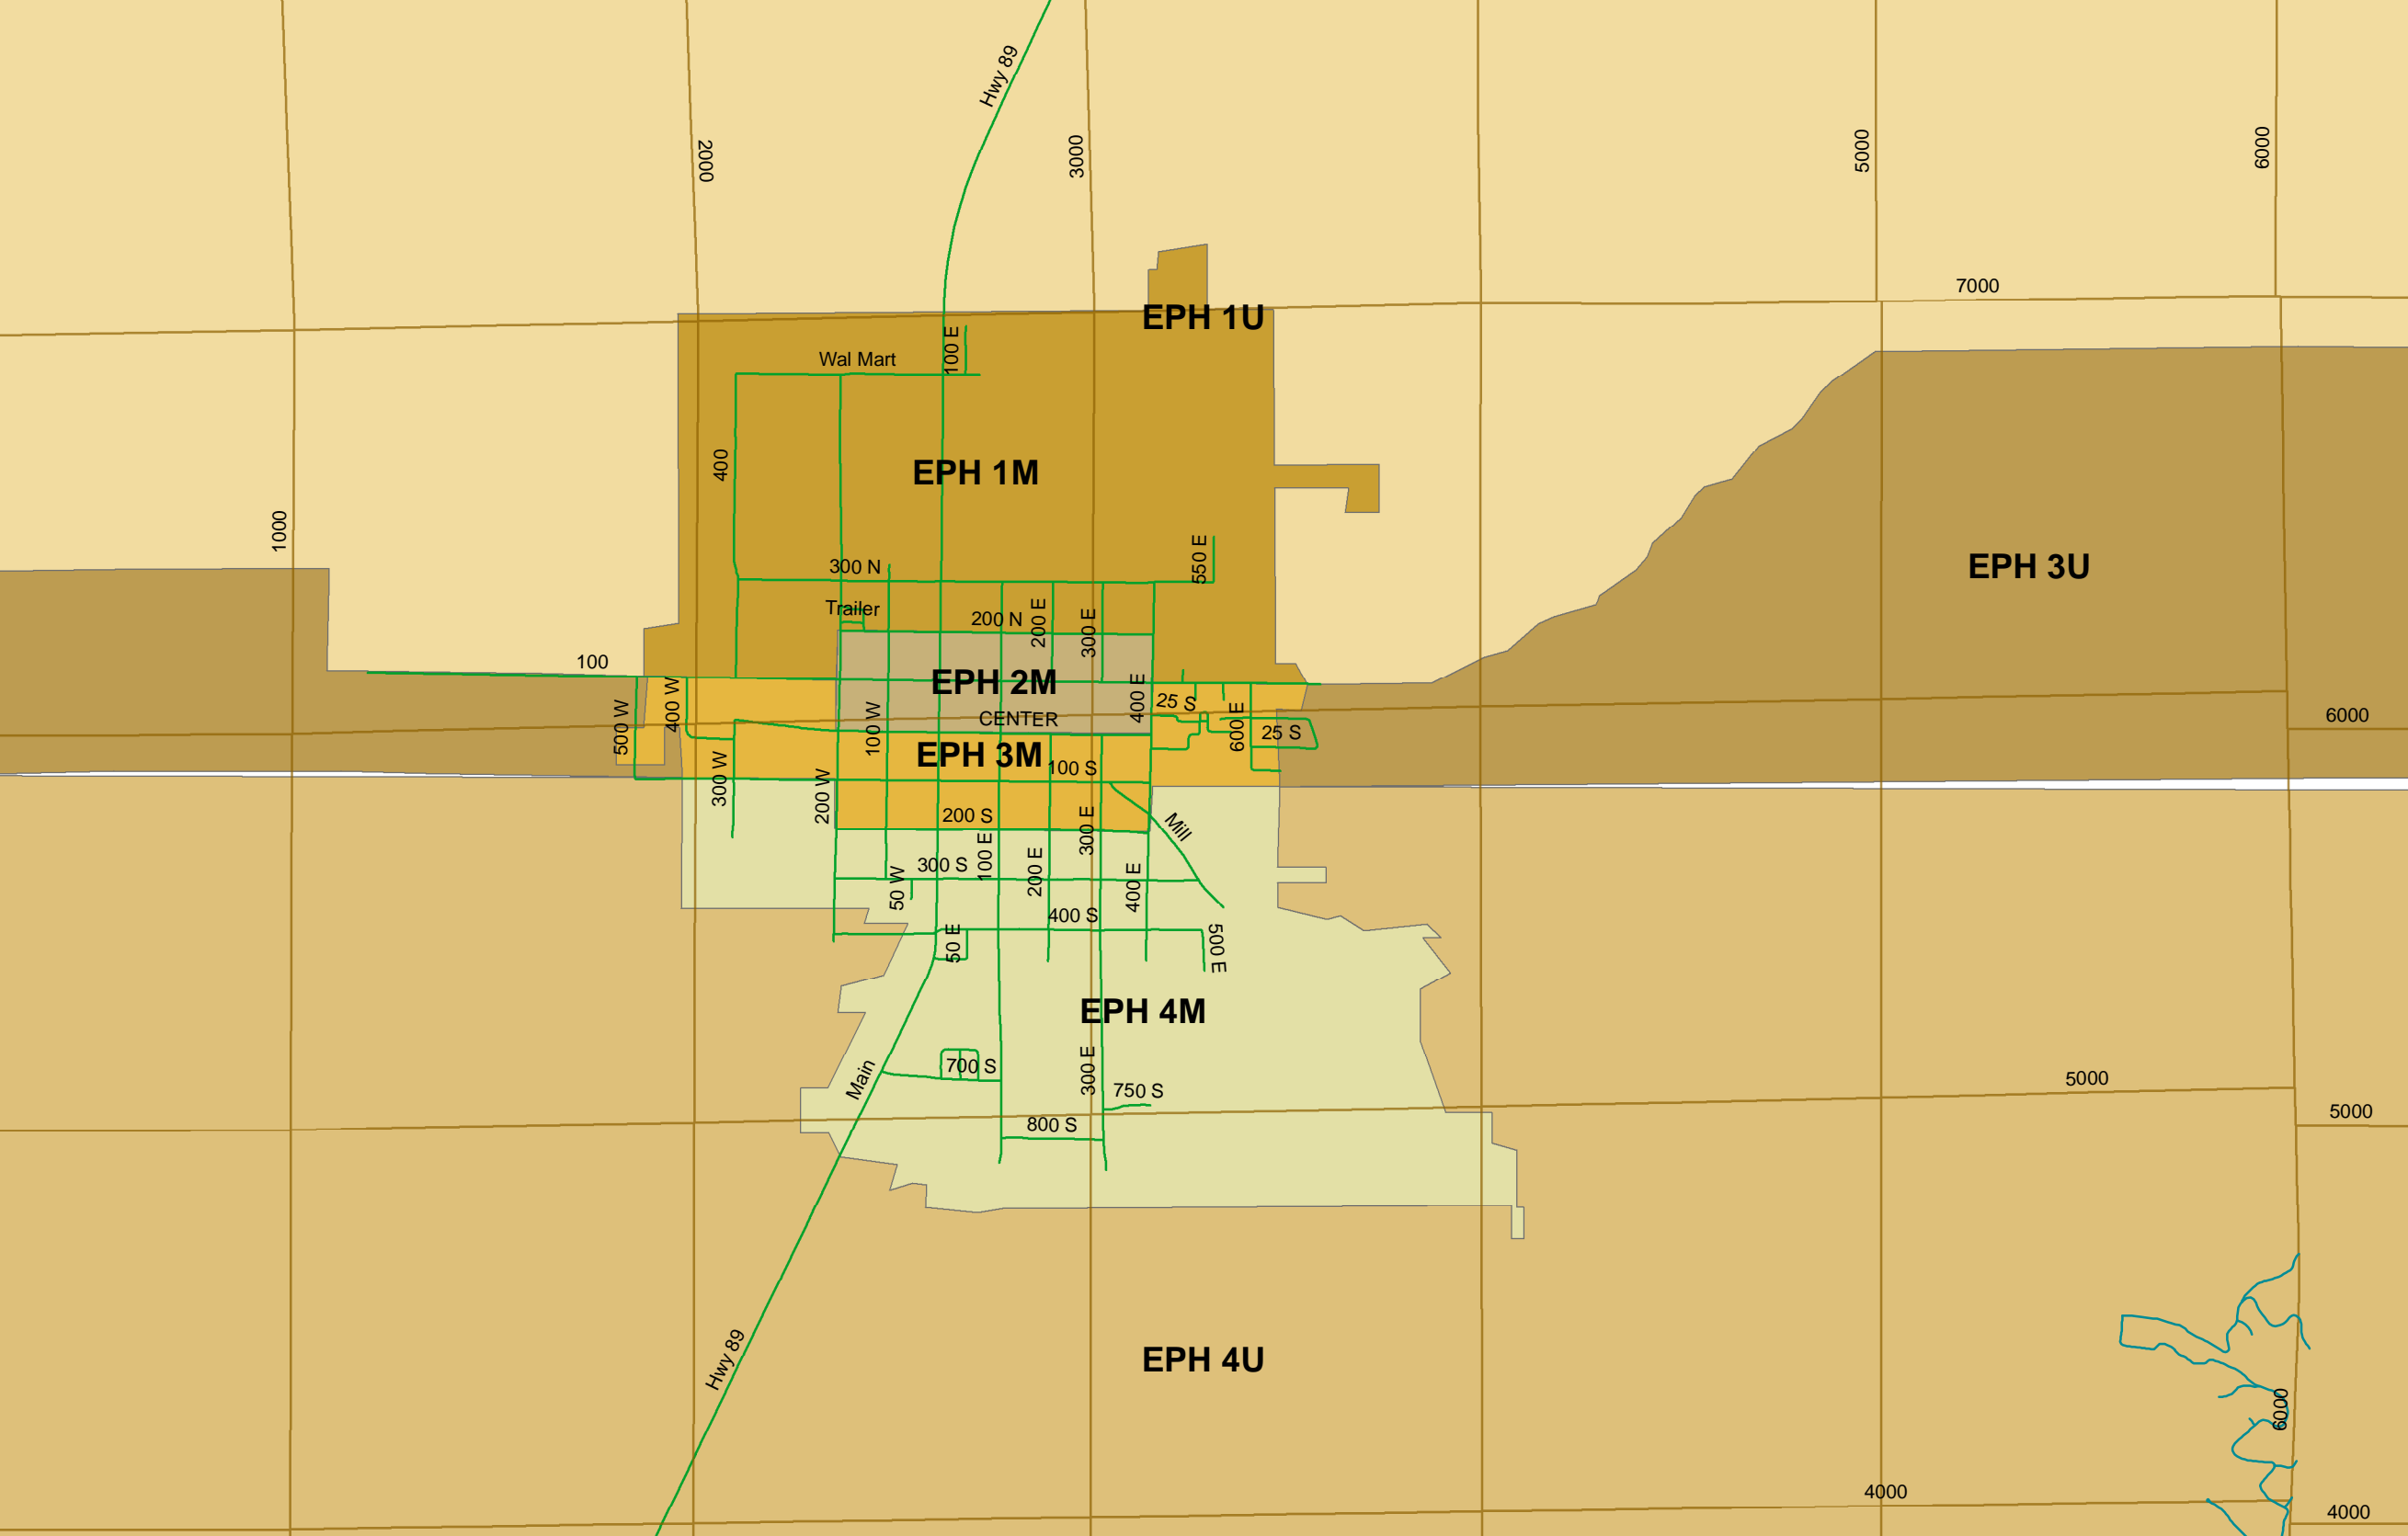 Hwy 89
2000
3000
5000
6000
7000
EPH 1U
100 E
Wal Mart
400
EPH 1M
1000
550 E
300 N
EPH 3U
Trailer
200 N
200 E
300 E
100
EPH 2M
400 W
400 E
25 S
500 W
100 W
CENTER
600 E
25 S
6000
EPH 3M
100 S
300 W
200 W
200 S
300 E
Mill
300 S
100 E
200 E
400 E
50 W
400 S
50 E
500 E
EPH 4M
Main
700 S
300 E
750 S
800 S
5000
5000
Hwy 89
EPH 4U
6000
4000
4000